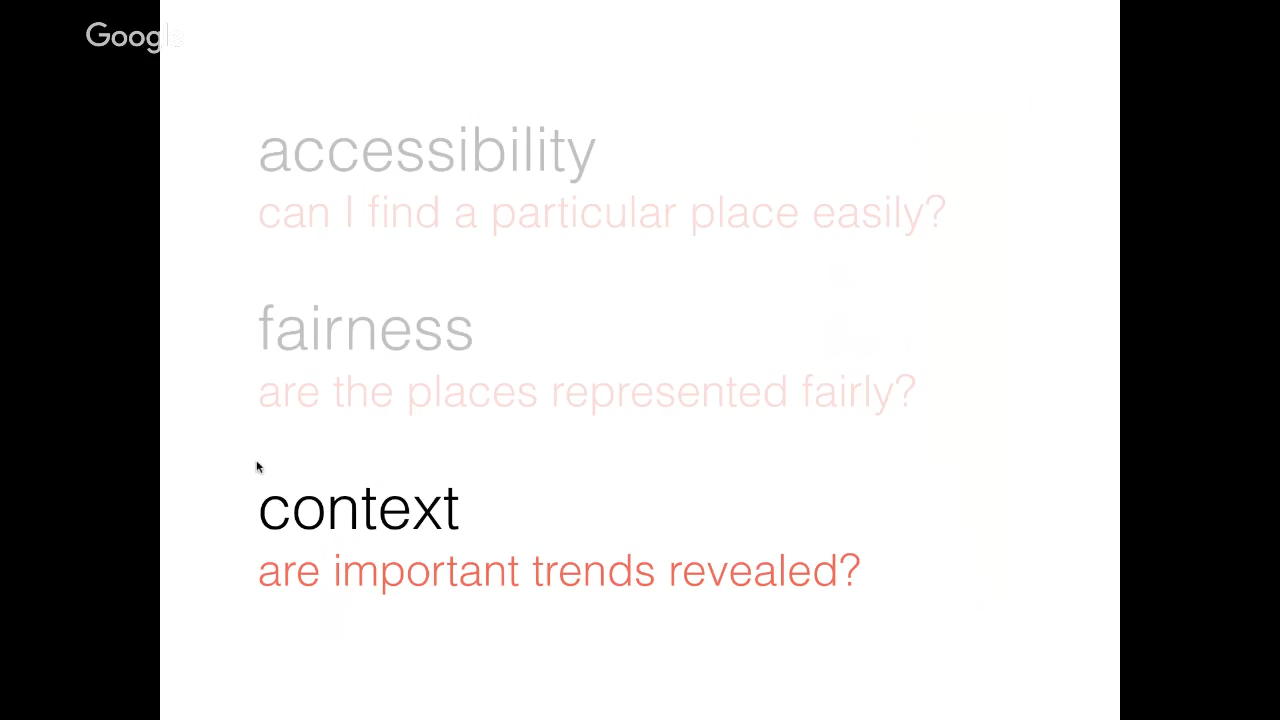 Google
accessibility
can I find a particular place easily?
fairness
are the places represented fairly?
context
are important trends revealed?